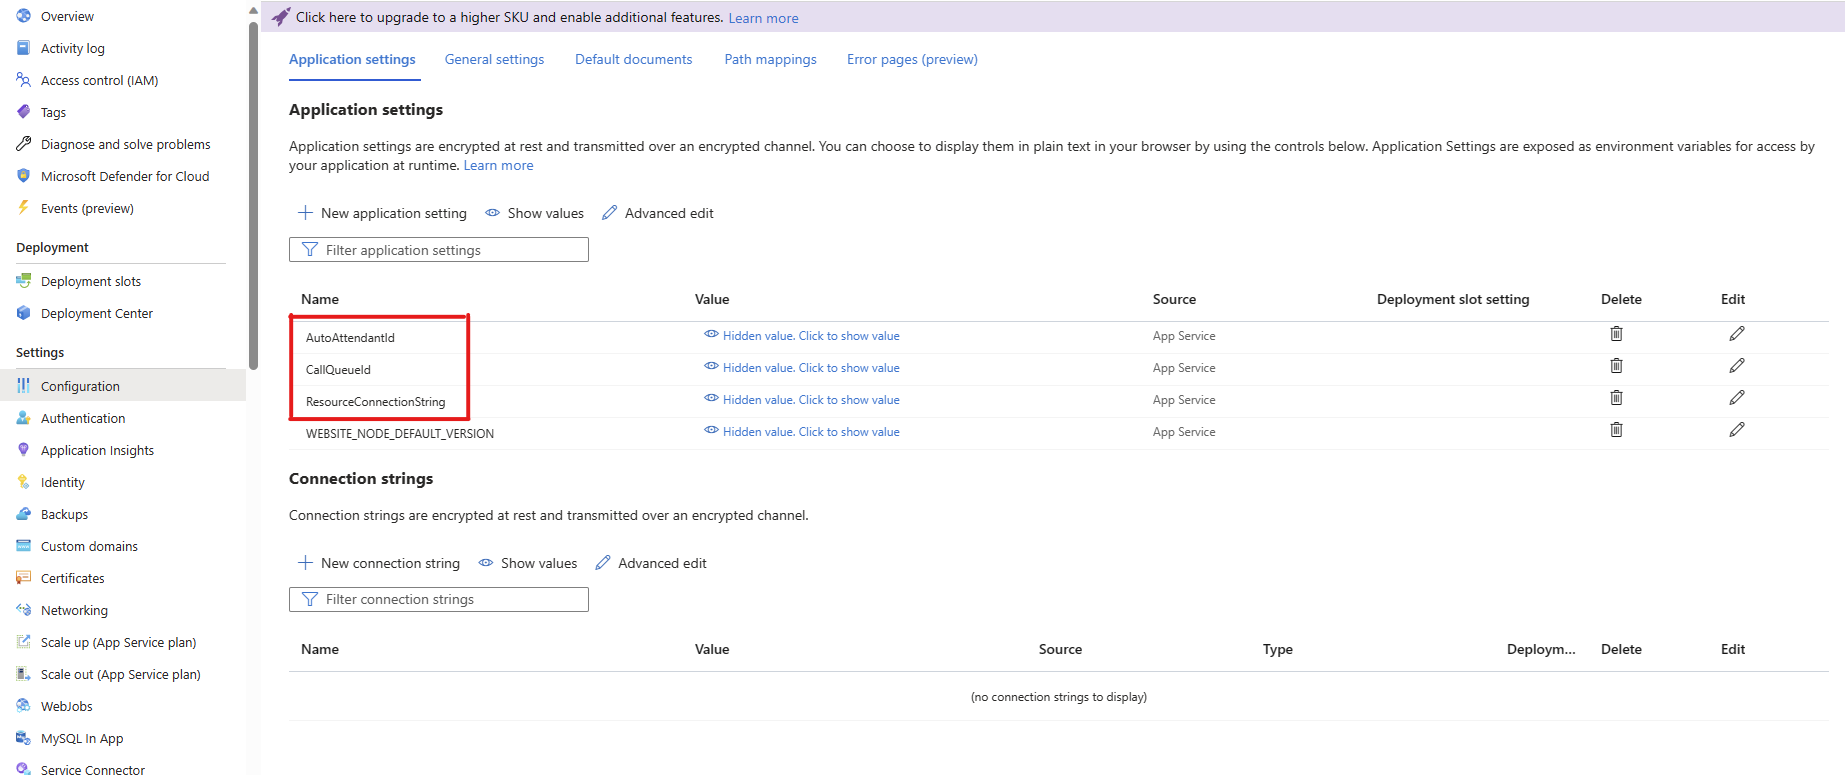 Overview
Activity log
Access control (IAM)
Tags
Diagnose and solve problems
Microsoft Defender for Cloud
Events (preview)
Deployment
Deployment slots
Deployment Center
Settings
Configuration
Authentication
Application Insights
Identity
Backups
Custom domains
Certificates
Networking
Scale up (App Service plan)
Scale out (App Service plan)
WebJobs
MySQL In App
Service Connector
Click here to upgrade to a higher SKU and enable additional features. Learn more
Application settings General settings Default documents Path mappings Error pages (preview)
Application settings
Application settings are encrypted at rest and transmitted over an encrypted channel. You can choose to display them in plain text in your browser by using the controls below. Application Settings are exposed as environment variables for access by
your application at runtime. Learn more
New application setting Show values Advanced edit
Filter application settings
Name Value Source Deployment slot setting Delete Edit
AutoAttendantId Hidden value. Click to show value App Service
CallQueueId Hidden value. Click to show value App Service
ResourceConnectionString Hidden value. Click to show value App Service
WEBSITE_NODE_DEFAULT_VERSION Hidden value. Click to show value App Service
Connection strings
Connection strings are encrypted at rest and transmitted over an encrypted channel.
New connection string Show values Advanced edit
Filter connection strings
Name Value Source Type Deploym... Delete Edit
(no connection strings to display)